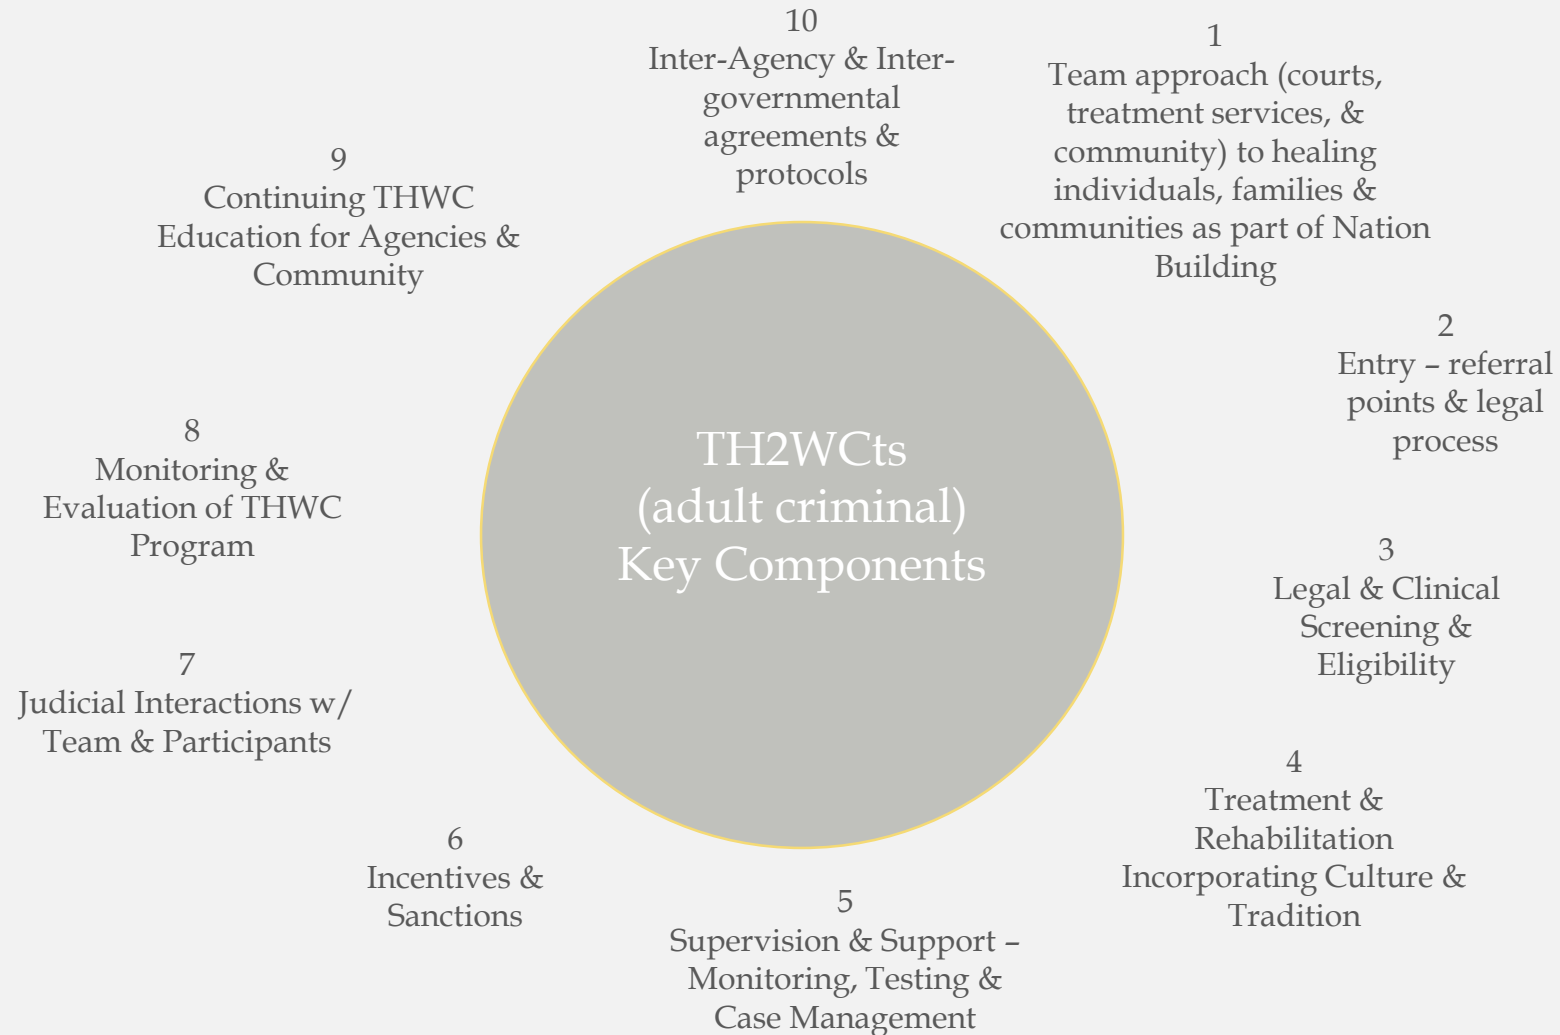 10
Inter-Agency & Inter-
governmental
agreements &
protocols
1
Team approach (courts,
treatment services, &
community) to healing
individuals, families &
communities as part of Nation
Building
2
Entry – referral
points & legal
process
3
Legal & Clinical
Screening &
Eligibility
4
Treatment &
Rehabilitation
Incorporating Culture &
Tradition
5
Supervision & Support –
Monitoring, Testing &
Case Management
6
Incentives &
Sanctions
7
Judicial Interactions w/
Team & Participants
8
Monitoring &
Evaluation of THWC
Program
9
Continuing THWC
Education for Agencies &
Community
TH2WCts
(adult criminal)
Key Components